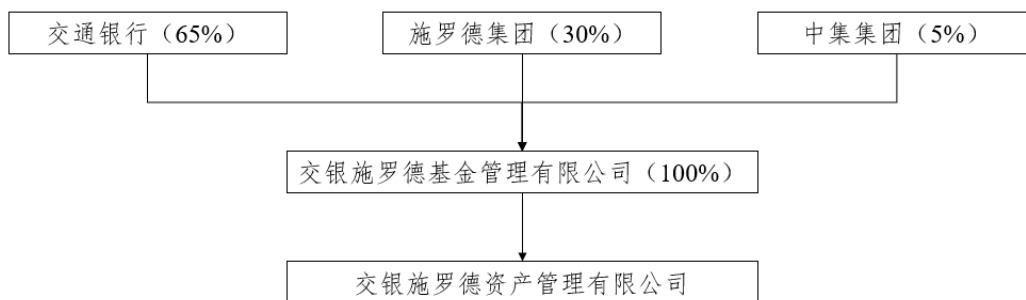 交通银行（65%）
施罗德集团（30%）
中集集团（5%）
交银施罗德基金管理有限公司（100%）
交银施罗德资产管理有限公司